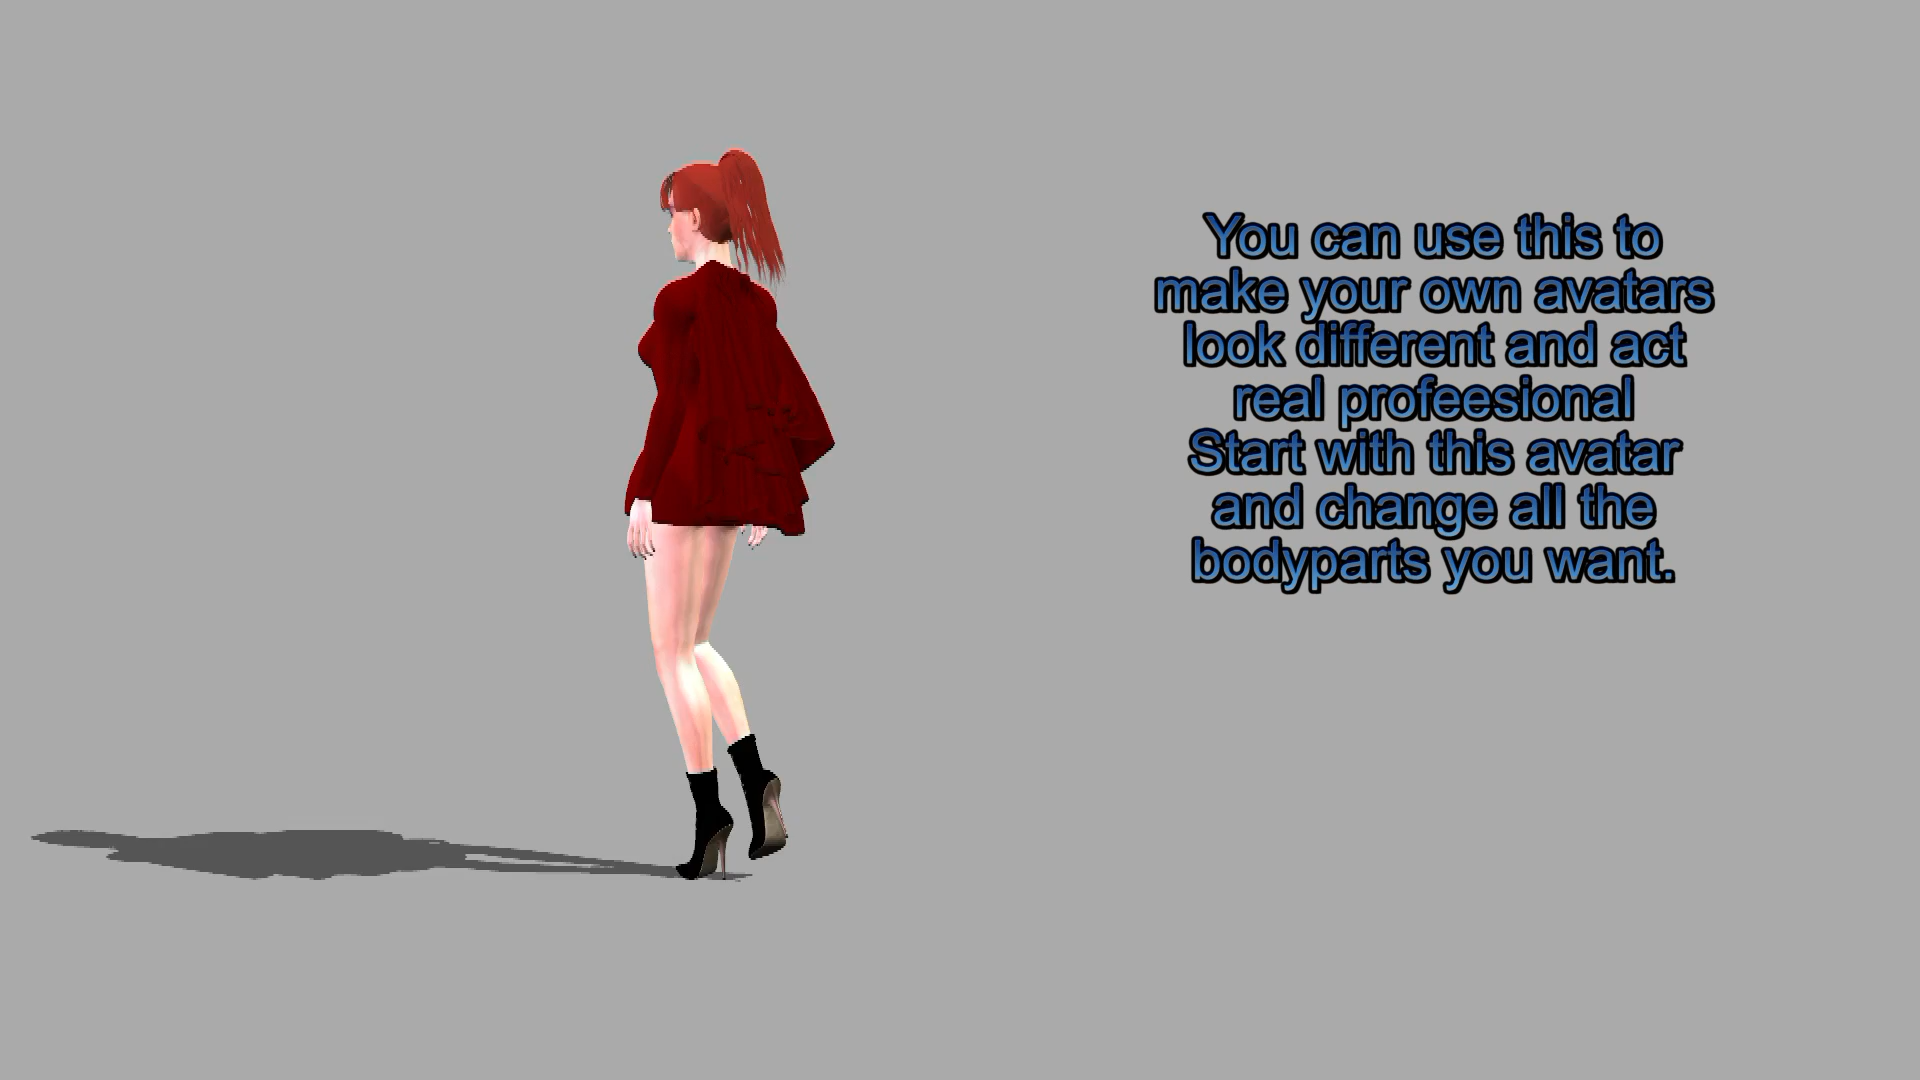 You can use this to
make your own avatars
look different and act
real profeesional
Start with this avatar
and change all the
bodyparts you want.